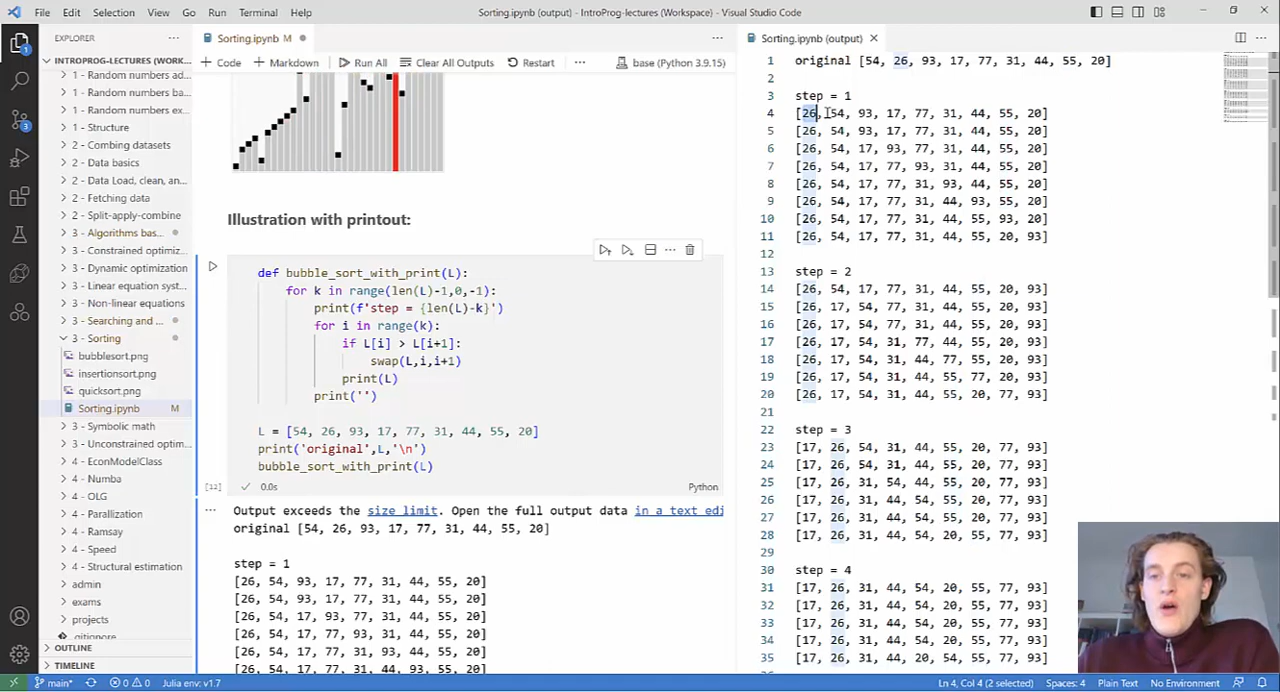 File Edit Selection View Go Run Terminal Help
Sorting.ipynb (output) - IntroProg-lectures (Workspace) - Visual Studio Code
EXPLORER
INTROPROG-LECTURES (WORK...
1 - Random numbers ad...
1 - Random numbers ba...
1 - Random numbers ex...
1 - Structure
2 - Combing datasets
2 - Data basics
2 - Data Load, clean, an...
2 - Fetching data
2 - Split-apply-combine
3 - Algorithms bas...
3 - Constrained optimiz...
3 - Dynamic optimization
3 - Linear equation syst...
3 - Non-linear equations
3 - Searching and ...
3 - Sorting
bubblesort.png
insertionsort.png
quicksort.png
Sorting.ipynb M
3 - Symbolic math
3 - Unconstrained optim...
4 - EconModelClass
4 - Numba
4 - OLG
4 - Parallization
4 - Ramsay
4 - Speed
4 - Structural estimation
admin
exams
projects
.gitignore
OUTLINE
TIMELINE
Sorting.ipynb M
+ Code + Markdown Run All Clear All Outputs Restart ... base (Python 3.9.15)
Illustration with printout:
def bubble_sort_with_print(L):
for k in range(len(L)-1,0,-1):
print(f'step = {len(L)-k}')
for i in range(k):
if L[i] > L[i+1]:
swap(L,i,i+1)
print(L)
print('')
L = [54, 26, 93, 17, 77, 31, 44, 55, 20]
print('original',L,'\n')
bubble_sort_with_print(L)
[12] 0.0s Python
Output exceeds the size limit. Open the full output data in a text edi
original [54, 26, 93, 17, 77, 31, 44, 55, 20]
step = 1
[26, 54, 93, 17, 77, 31, 44, 55, 20]
[26, 54, 93, 17, 77, 31, 44, 55, 20]
[26, 54, 17, 93, 77, 31, 44, 55, 20]
[26, 54, 17, 77, 93, 31, 44, 55, 20]
[26, 54, 17, 77, 31, 93, 44, 55, 20]
[26, 54, 17, 77, 31, 44, 93, 55, 20]
Sorting.ipynb (output)
1 original [54, 26, 93, 17, 77, 31, 44, 55, 20]
2
3 step = 1
4 [26, 54, 93, 17, 77, 31, 44, 55, 20]
5 [26, 54, 93, 17, 77, 31, 44, 55, 20]
6 [26, 54, 17, 93, 77, 31, 44, 55, 20]
7 [26, 54, 17, 77, 93, 31, 44, 55, 20]
8 [26, 54, 17, 77, 31, 93, 44, 55, 20]
9 [26, 54, 17, 77, 31, 44, 93, 55, 20]
10 [26, 54, 17, 77, 31, 44, 55, 93, 20]
11 [26, 54, 17, 77, 31, 44, 55, 20, 93]
12
13 step = 2
14 [26, 54, 17, 77, 31, 44, 55, 20, 93]
15 [26, 17, 54, 77, 31, 44, 55, 20, 93]
16 [26, 17, 54, 77, 31, 44, 55, 20, 93]
17 [26, 17, 54, 31, 77, 44, 55, 20, 93]
18 [26, 17, 54, 31, 44, 77, 55, 20, 93]
19 [26, 17, 54, 31, 44, 55, 77, 20, 93]
20 [26, 17, 54, 31, 44, 55, 20, 77, 93]
21
22 step = 3
23 [17, 26, 54, 31, 44, 55, 20, 77, 93]
24 [17, 26, 54, 31, 44, 55, 20, 77, 93]
25 [17, 26, 31, 54, 44, 55, 20, 77, 93]
26 [17, 26, 31, 44, 54, 55, 20, 77, 93]
27 [17, 26, 31, 44, 54, 55, 20, 77, 93]
28 [17, 26, 31, 44, 54, 20, 55, 77, 93]
29
30 step = 4
31 [17, 26, 31, 44, 54, 20, 55, 77, 93]
32 [17, 26, 31, 44, 54, 20, 55, 77, 93]
33 [17, 26, 31, 44, 54, 20, 55, 77, 93]
34 [17, 26, 31, 44, 54, 20, 55, 77, 93]
35 [17, 26, 31, 44, 20, 54, 55, 77, 93]
main* 0 0 Julia env: v1.7
Ln 4, Col 4 (2 selected) Spaces: 4 Plain Text No Environment